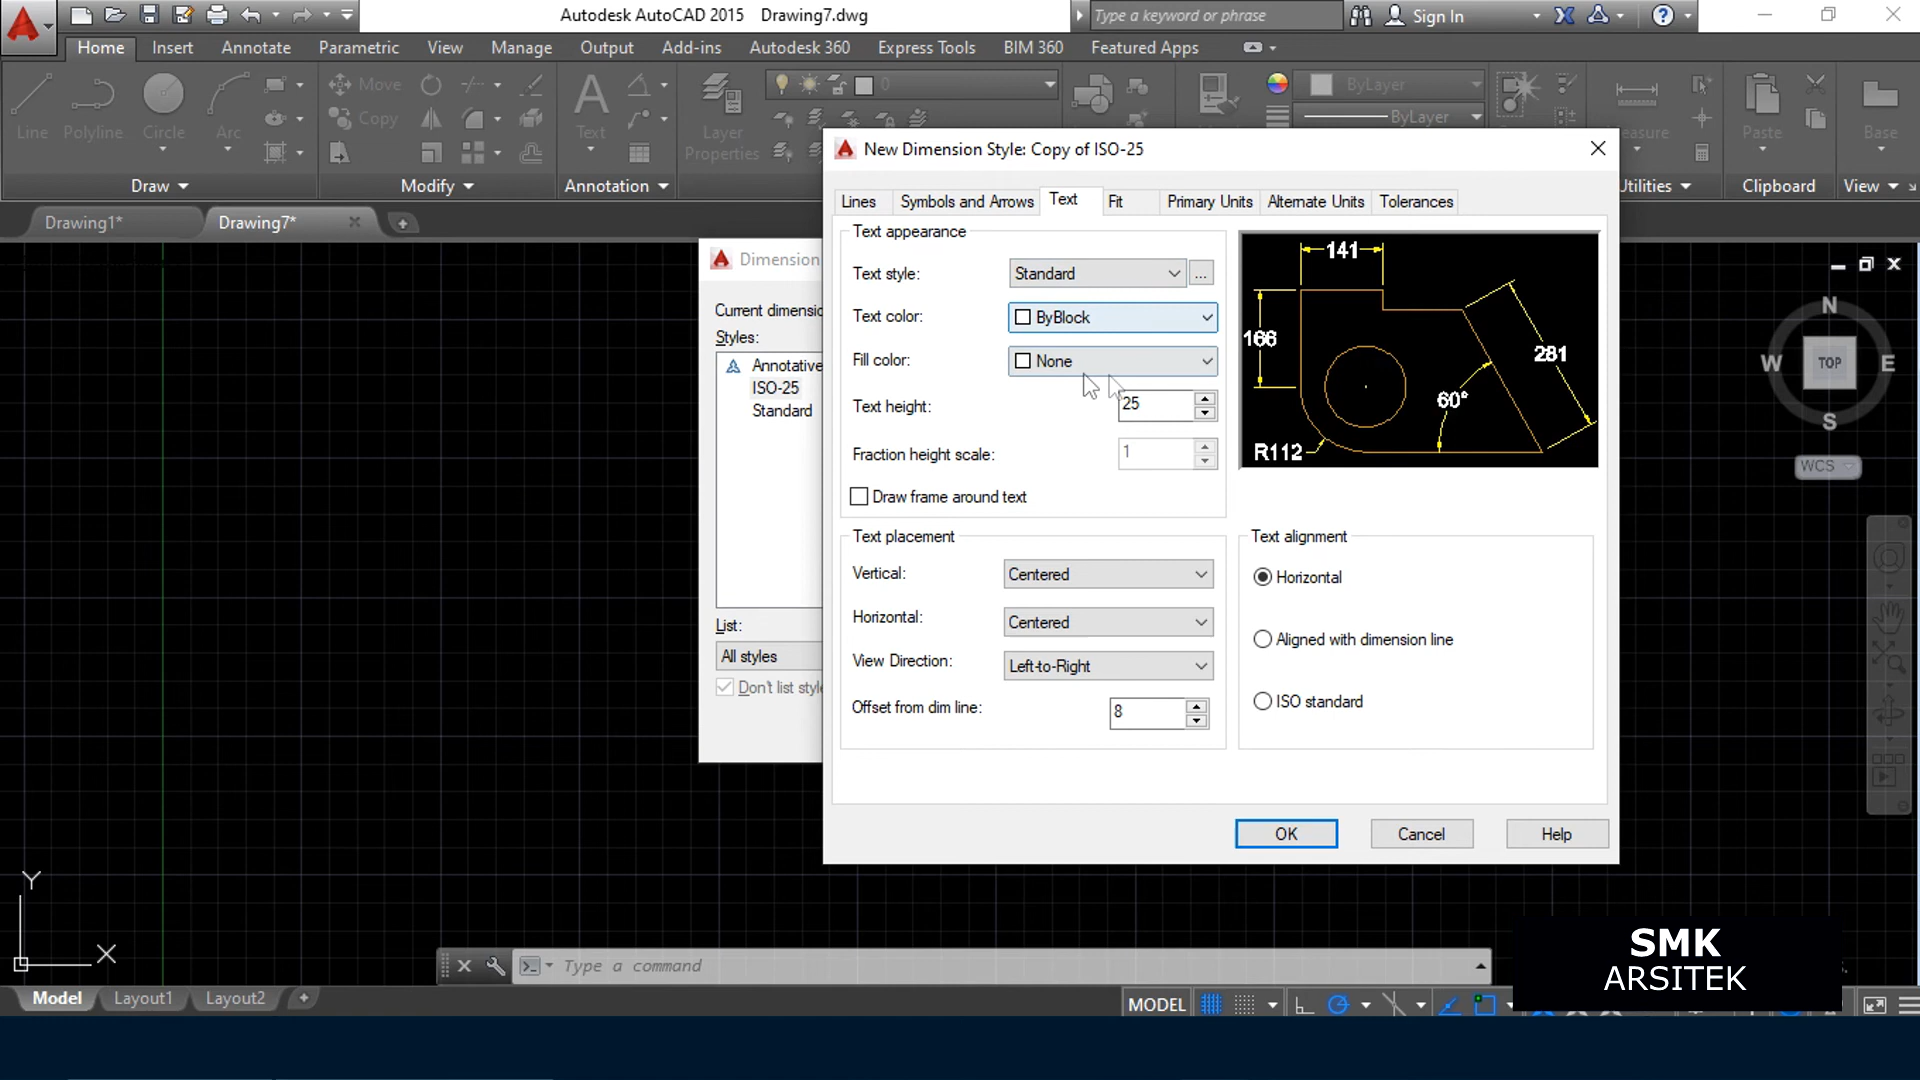 Autodesk AutoCAD 2015 Drawing7.dwg
Type a keyword or phrase
Sign In
Home Insert Annotate Parametric View Manage Output Add-ins Autodesk 360 Express Tools BIM 360 Featured Apps
Line Polyline Circle Arc
Move
Copy
Text
Layer
Properties
0
ByLayer
ByLayer
Paste
Base
Draw Modify Annotation Utilities Clipboard View
Drawing1* Drawing7*
New Dimension Style: Copy of ISO-25
Lines Symbols and Arrows Text Fit Primary Units Alternate Units Tolerances
Dimension
Current dimensio
Styles:
Annotative
ISO-25
Standard
List:
All styles
Don't list style
Text appearance
Text style: Standard ...
Text color: ByBlock
Fill color: None
Text height: 25
Fraction height scale: 1
Draw frame around text
141
166
281
60°
R112
Text placement
Vertical: Centered
Horizontal: Centered
View Direction: Left-to-Right
Offset from dim line: 8
Text alignment
Horizontal
Aligned with dimension line
ISO standard
OK Cancel Help
N
W TOP E
S
WCS
Y
X
Type a command
Model Layout1 Layout2
MODEL
SMK
ARSITEK